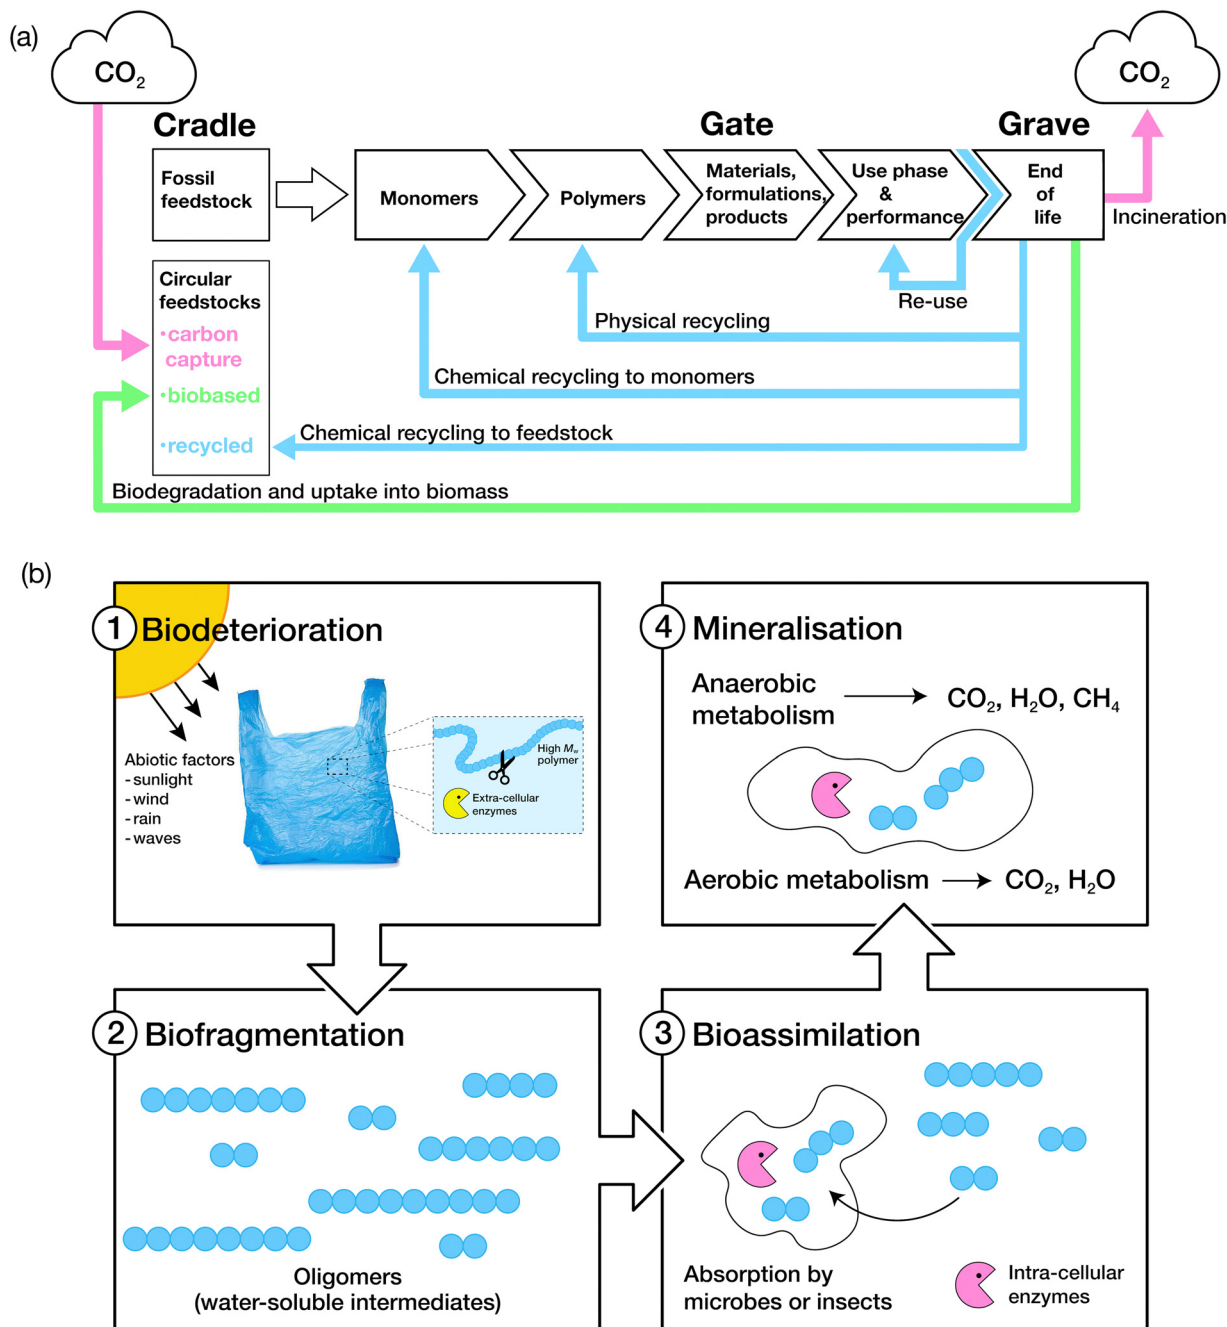 (a)
CO₂
CO₂
Cradle
Gate
Grave
Fossil
feedstock
Monomers
Polymers
Materials,
formulations,
products
Use phase
&
performance
End
of
life
Incineration
Circular
feedstocks
•carbon
capture
•biobased
•recycled
Re-use
Physical recycling
Chemical recycling to monomers
Chemical recycling to feedstock
Biodegradation and uptake into biomass
(b)
1 Biodeterioration
Abiotic factors
- sunlight
- wind
- rain
- waves
High Mw
polymer
Extra-cellular
enzymes
2 Biofragmentation
Oligomers
(water-soluble intermediates)
3 Bioassimilation
Absorption by
microbes or insects
Intra-cellular
enzymes
4 Mineralisation
Anaerobic
metabolism
CO₂, H₂O, CH₄
Aerobic metabolism
CO₂, H₂O